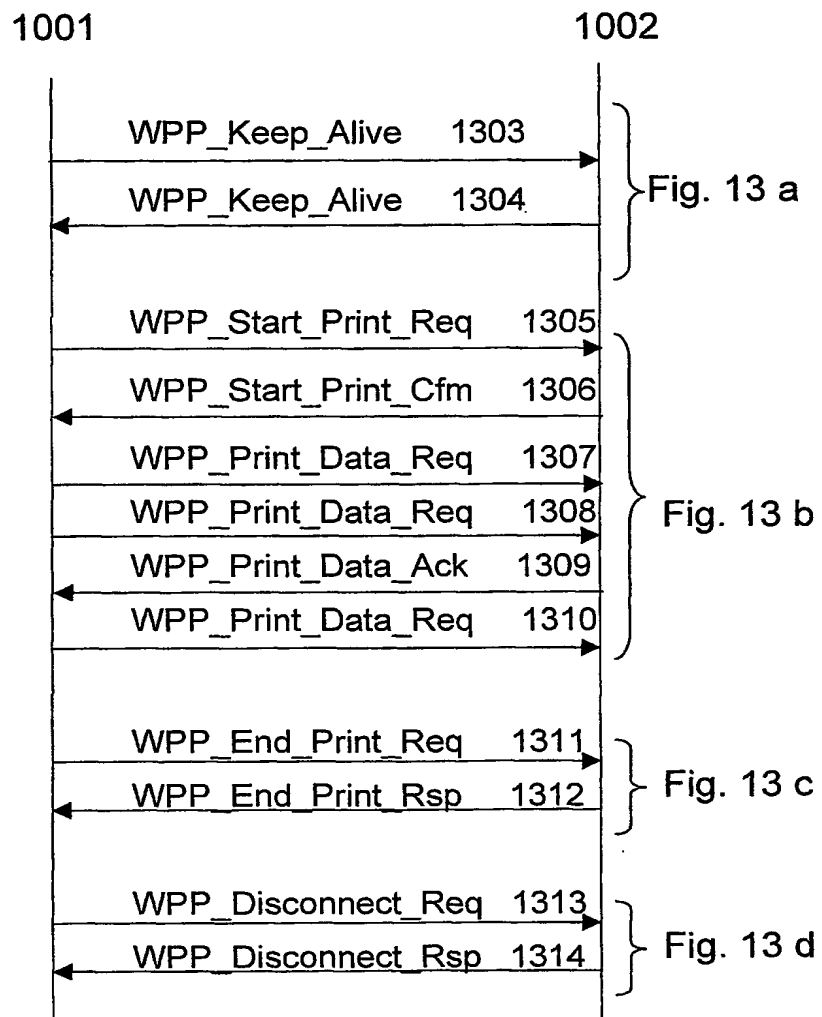 1001 1002
WPP_Keep_Alive 1303
WPP_Keep_Alive 1304
Fig. 13 a
WPP_Start_Print_Req 1305
WPP_Start_Print_Cfm 1306
WPP_Print_Data_Req 1307
WPP_Print_Data_Req 1308
Fig. 13 b
WPP_Print_Data_Ack 1309
WPP_Print_Data_Req 1310
WPP_End_Print_Req 1311
WPP_End_Print_Rsp 1312
Fig. 13 c
WPP_Disconnect_Req 1313
WPP_Disconnect_Rsp 1314
Fig. 13 d